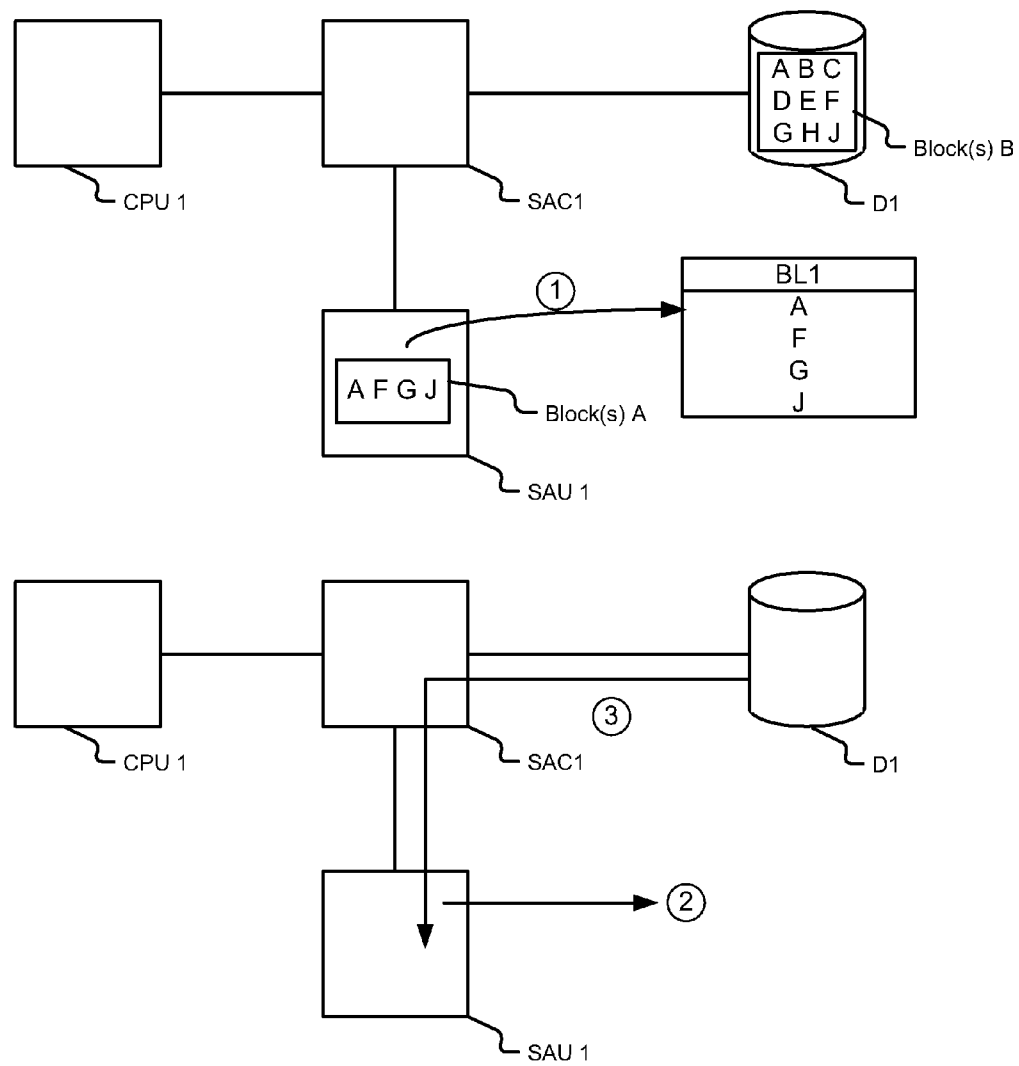 A B C
D E F
G H J
Block(s) B
CPU 1
SAC1
D1
BL1
1
A
F
G
A F G J
J
Block(s) A
SAU 1
3
CPU 1
SAC1
D1
2
SAU 1